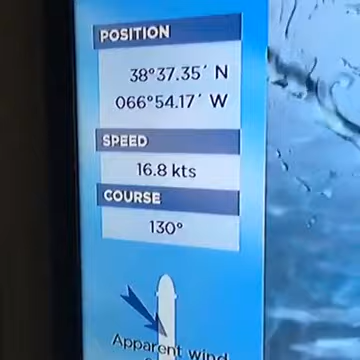 POSITION
38°37.35´ N
066°54.17´ W
SPEED
16.8 kts
COURSE
130°
Apparent wind